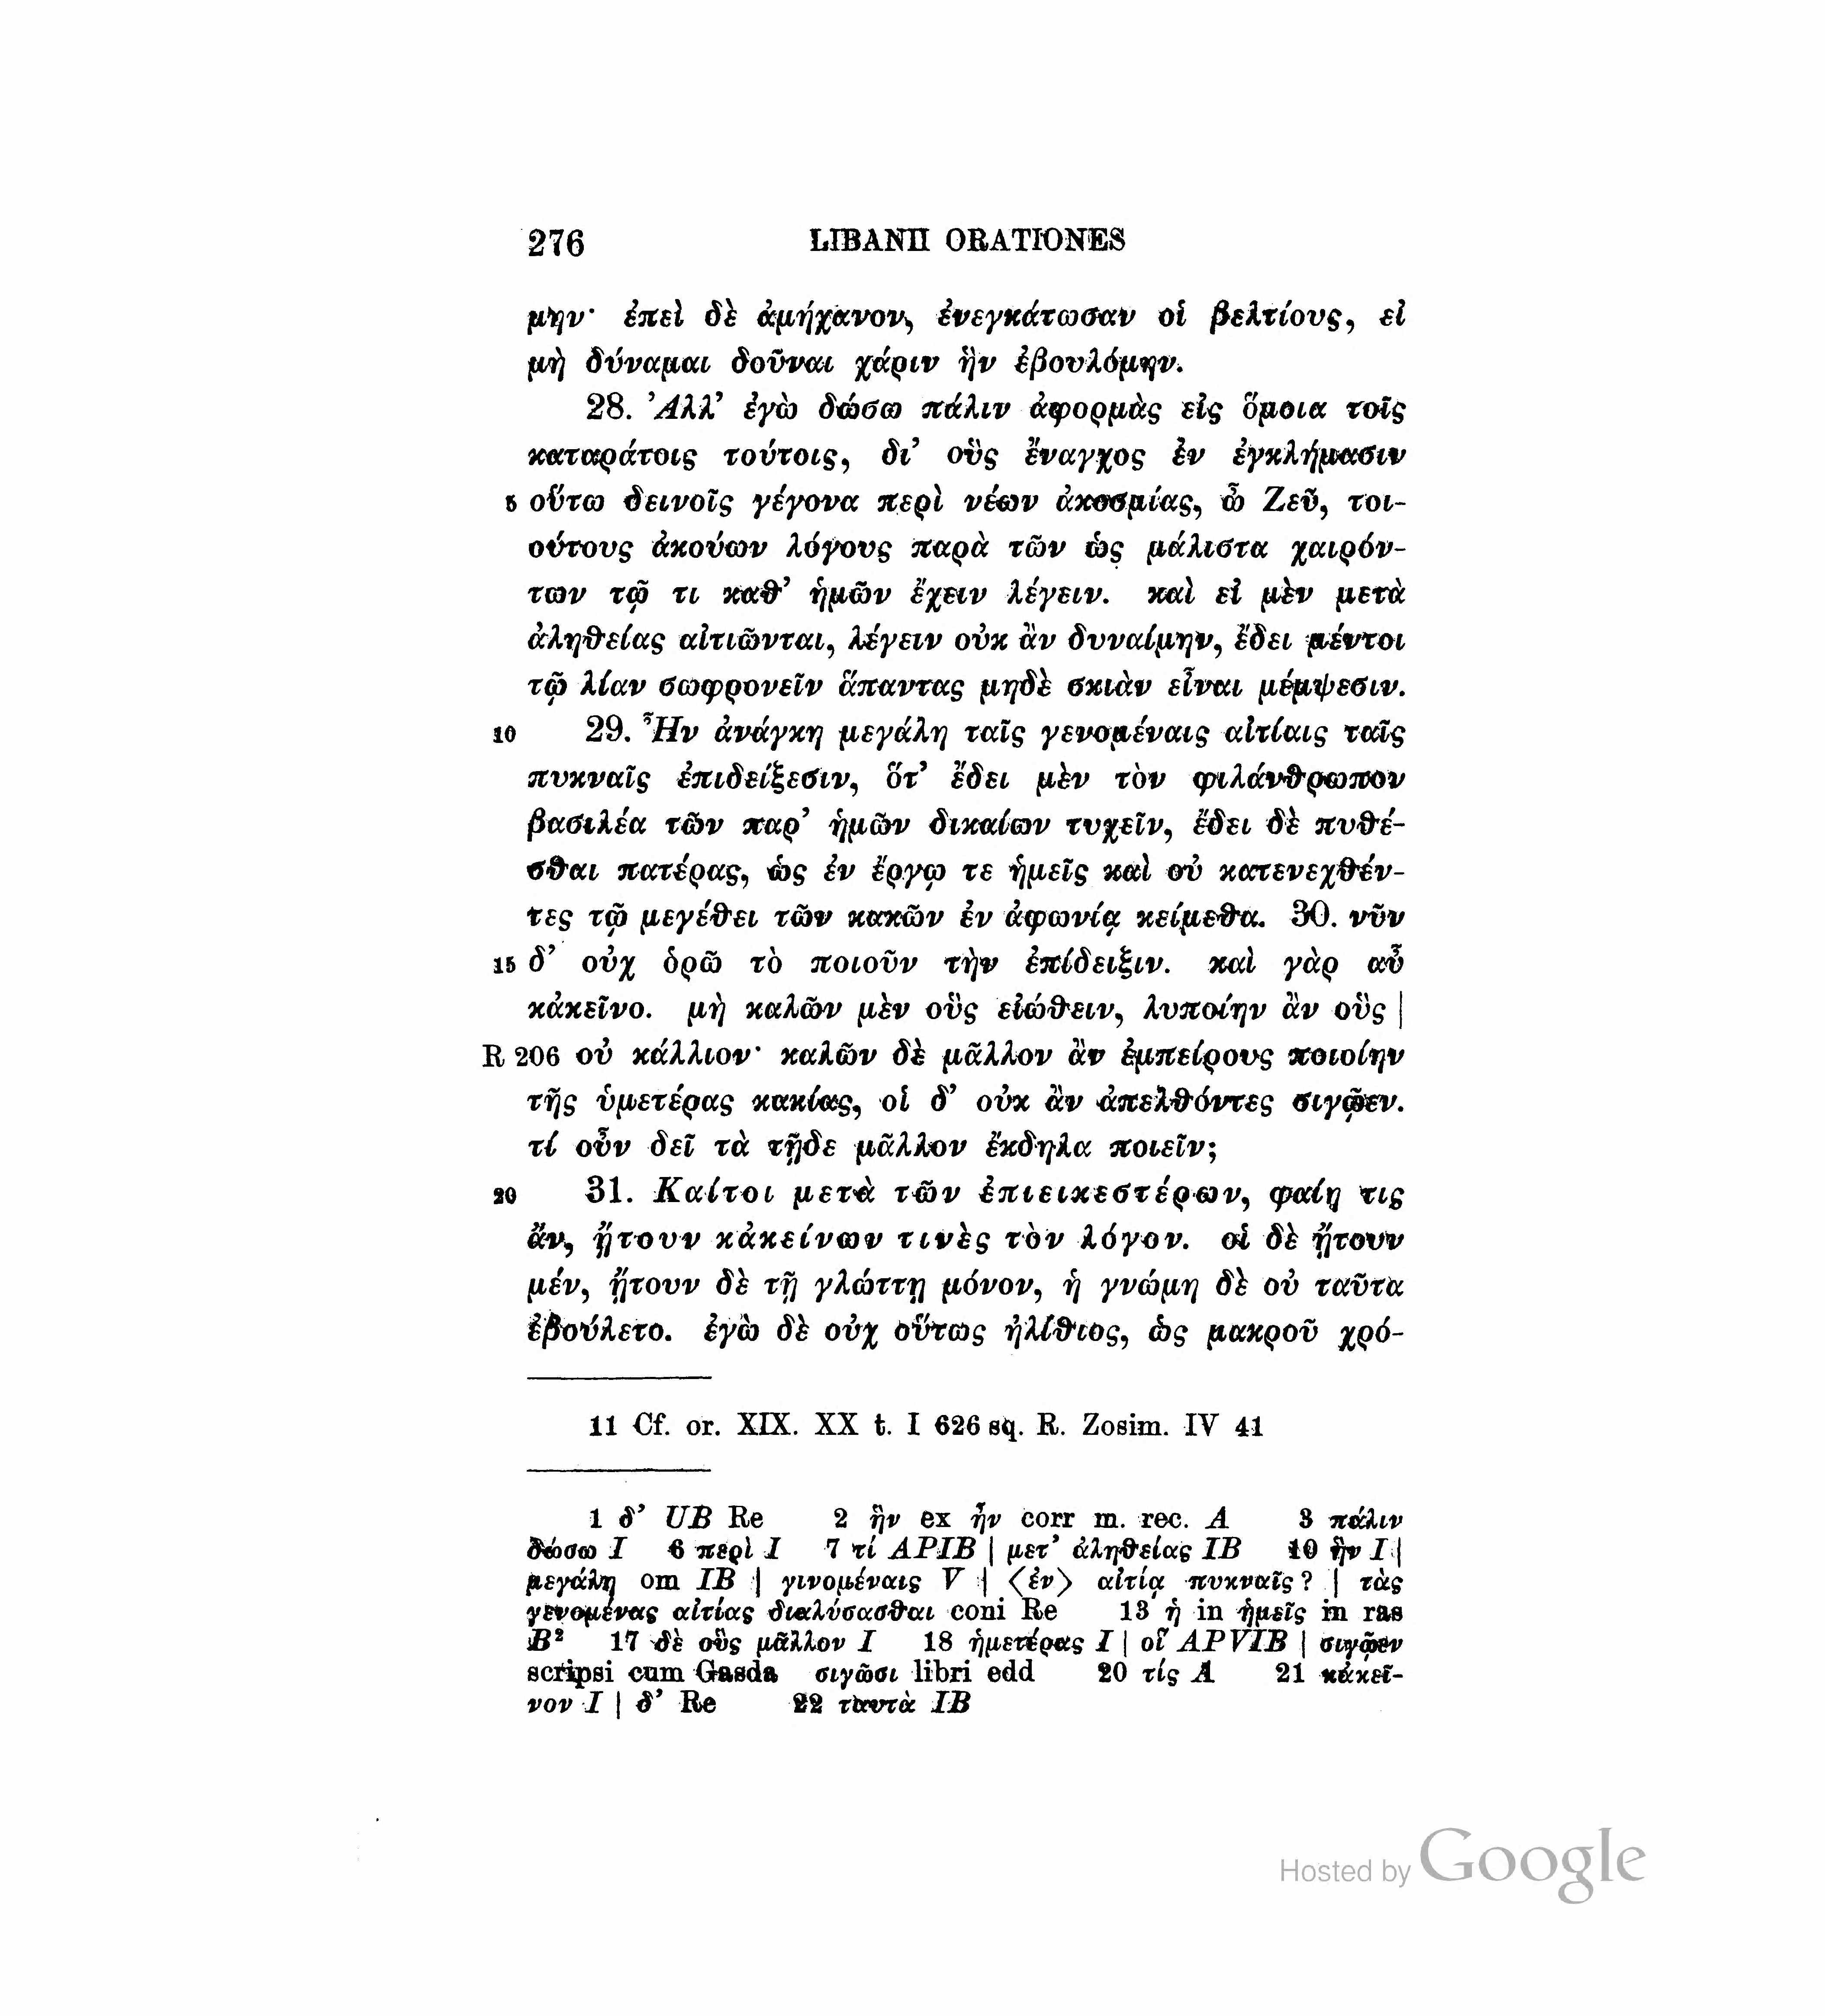 276 LIBANII ORATIONES
μην· ἐπεὶ δὲ ἀμήχανον, ἐνεγκάτωσαν οἱ βελτίους, εἰ
μὴ δύναμαι δοῦναι χάριν ἣν ἐβουλόμην.
28. Ἀλλ’ ἐγὼ δώσω πάλιν ἀφορμὰς εἰς ὅμοια τοῖς
καταράτοις τούτοις, δι’ οὓς ἔναγχος ἐν ἐγκλήμασιν
5 οὕτω δεινοῖς γέγονα περὶ νέων ἀκοσμίας, ὦ Ζεῦ, τοι-
ούτους ἀκούων λόγους παρὰ τῶν ὡς μάλιστα χαιρόν-
των τῷ τι καθ’ ἡμῶν ἔχειν λέγειν. καὶ εἰ μὲν μετὰ
ἀληθείας αἰτιῶνται, λέγειν οὐκ ἂν δυναίμην, ἔδει μέντοι
τῷ λίαν σωφρονεῖν ἅπαντας μηδὲ σκιὰν εἶναι μέμψεσιν.
10 29. Ἦν ἀνάγκη μεγάλη ταῖς γενομέναις αἰτίαις ταῖς
πυκναῖς ἐπιδείξεσιν, ὅτ’ ἔδει μὲν τὸν φιλάνθρωπον
βασιλέα τῶν παρ’ ἡμῶν δικαίων τυχεῖν, ἔδει δὲ πυθέ-
σθαι πατέρας, ὡς ἐν ἔργῳ τε ἡμεῖς καὶ οὐ κατενεχθέν-
τες τῷ μεγέθει τῶν κακῶν ἐν ἀφωνίᾳ κείμεθα. 30. νῦν
15 δ’ οὐχ ὁρῶ τὸ ποιοῦν τὴν ἐπίδειξιν. καὶ γὰρ αὖ
κἀκεῖνο. μὴ καλῶν μὲν οὓς εἰώθειν, λυποίην ἂν οὓς |
R 206 οὐ κάλλιον· καλῶν δὲ μᾶλλον ἂν ἐμπείρους ποιοίην
τῆς ὑμετέρας κακίας, οἱ δ’ οὐκ ἂν ἀπελθόντες σιγῷεν.
τί οὖν δεῖ τὰ τῇδε μᾶλλον ἔκδηλα ποιεῖν;
20 31. Καίτοι μετὰ τῶν ἐπιεικεστέρων, φαίη τις
ἄν, ᾔτουν κἀκείνων τινὲς τὸν λόγον. οἱ δὲ ᾔτουν
μέν, ᾔτουν δὲ τῇ γλώττῃ μόνον, ἡ γνώμη δὲ οὐ ταῦτα
ἐβούλετο. ἐγὼ δὲ οὐχ οὕτως ἠλίθιος, ὡς μακροῦ χρό-
11 Cf. or. XIX. XX t. I 626 sq. R. Zosim. IV 41
1 δ’ UB Re 2 ἣν ex ἦν corr m. rec. A 3 πάλιν
δώσω I 6 περὶ I 7 τί APIB | μετ’ ἀληθείας IB 10 ἣν I |
μεγάλη om IB | γινομέναις V | ⟨ἐν⟩ αἰτίᾳ πυκναῖς? | τὰς
γενομένας αἰτίας διαλύσασθαι coni Re 13 ἡ in ἡμεῖς in ras
B² 17 δὲ οὓς μᾶλλον I 18 ἡμετέρας I | οἳ APVIB | σιγῷεν
scripsi cum Gasda σιγῶσι libri edd 20 τίς A 21 κἀκεῖ-
νον I | δ’ Re 22 ταυτὰ IB
Hosted by Google